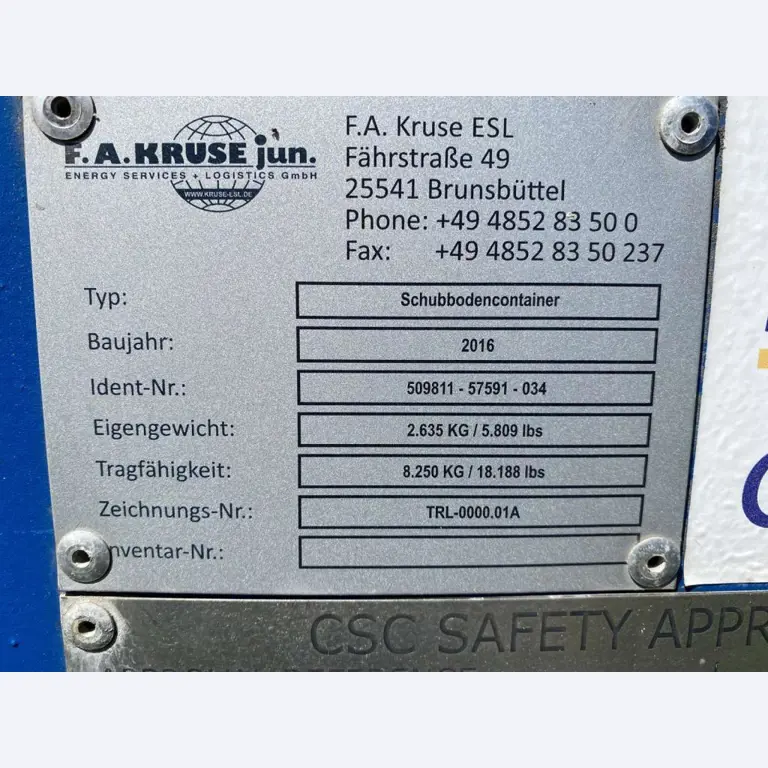 F.A. KRUSE jun.
ENERGY SERVICES + LOGISTICS GmbH
WWW.KRUSE-ESL.DE
F.A. Kruse ESL
Fährstraße 49
25541 Brunsbüttel
Phone: +49 4852 83 50 0
Fax: +49 4852 83 50 237
Typ: Schubbodencontainer
Baujahr: 2016
Ident-Nr.: 509811 - 57591 - 034
Eigengewicht: 2.635 KG / 5.809 lbs
Tragfähigkeit: 8.250 KG / 18.188 lbs
Zeichnungs-Nr.: TRL-0000.01A
nventar-Nr.:
CSC SAFETY APPR